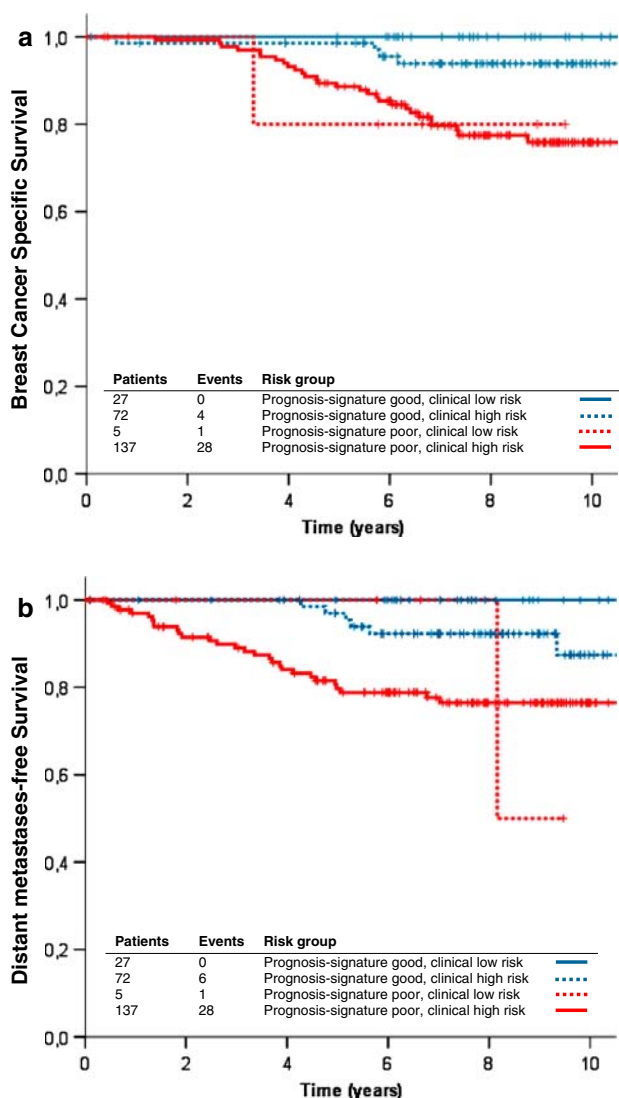 a
Breast Cancer Specific Survival
1,0
0,8
0,6
0,4
0,2
0,0
Patients Events Risk group
27 0 Prognosis-signature good, clinical low risk
72 4 Prognosis-signature good, clinical high risk
5 1 Prognosis-signature poor, clinical low risk
137 28 Prognosis-signature poor, clinical high risk
0 2 4 6 8 10
Time (years)
b
Distant metastases-free Survival
1,0
0,8
0,6
0,4
0,2
0,0
Patients Events Risk group
27 0 Prognosis-signature good, clinical low risk
72 6 Prognosis-signature good, clinical high risk
5 1 Prognosis-signature poor, clinical low risk
137 28 Prognosis-signature poor, clinical high risk
0 2 4 6 8 10
Time (years)